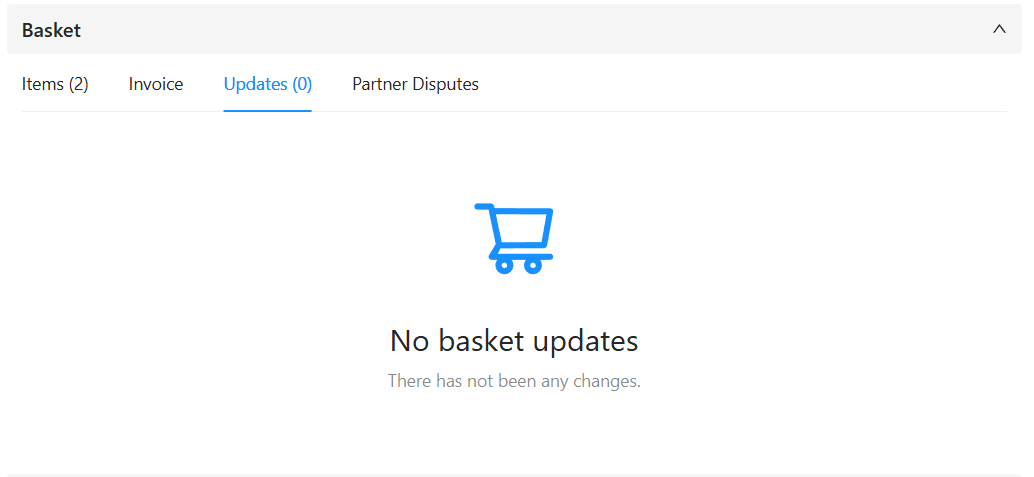 Basket
Items (2) Invoice Updates (0) Partner Disputes
No basket updates
There has not been any changes.